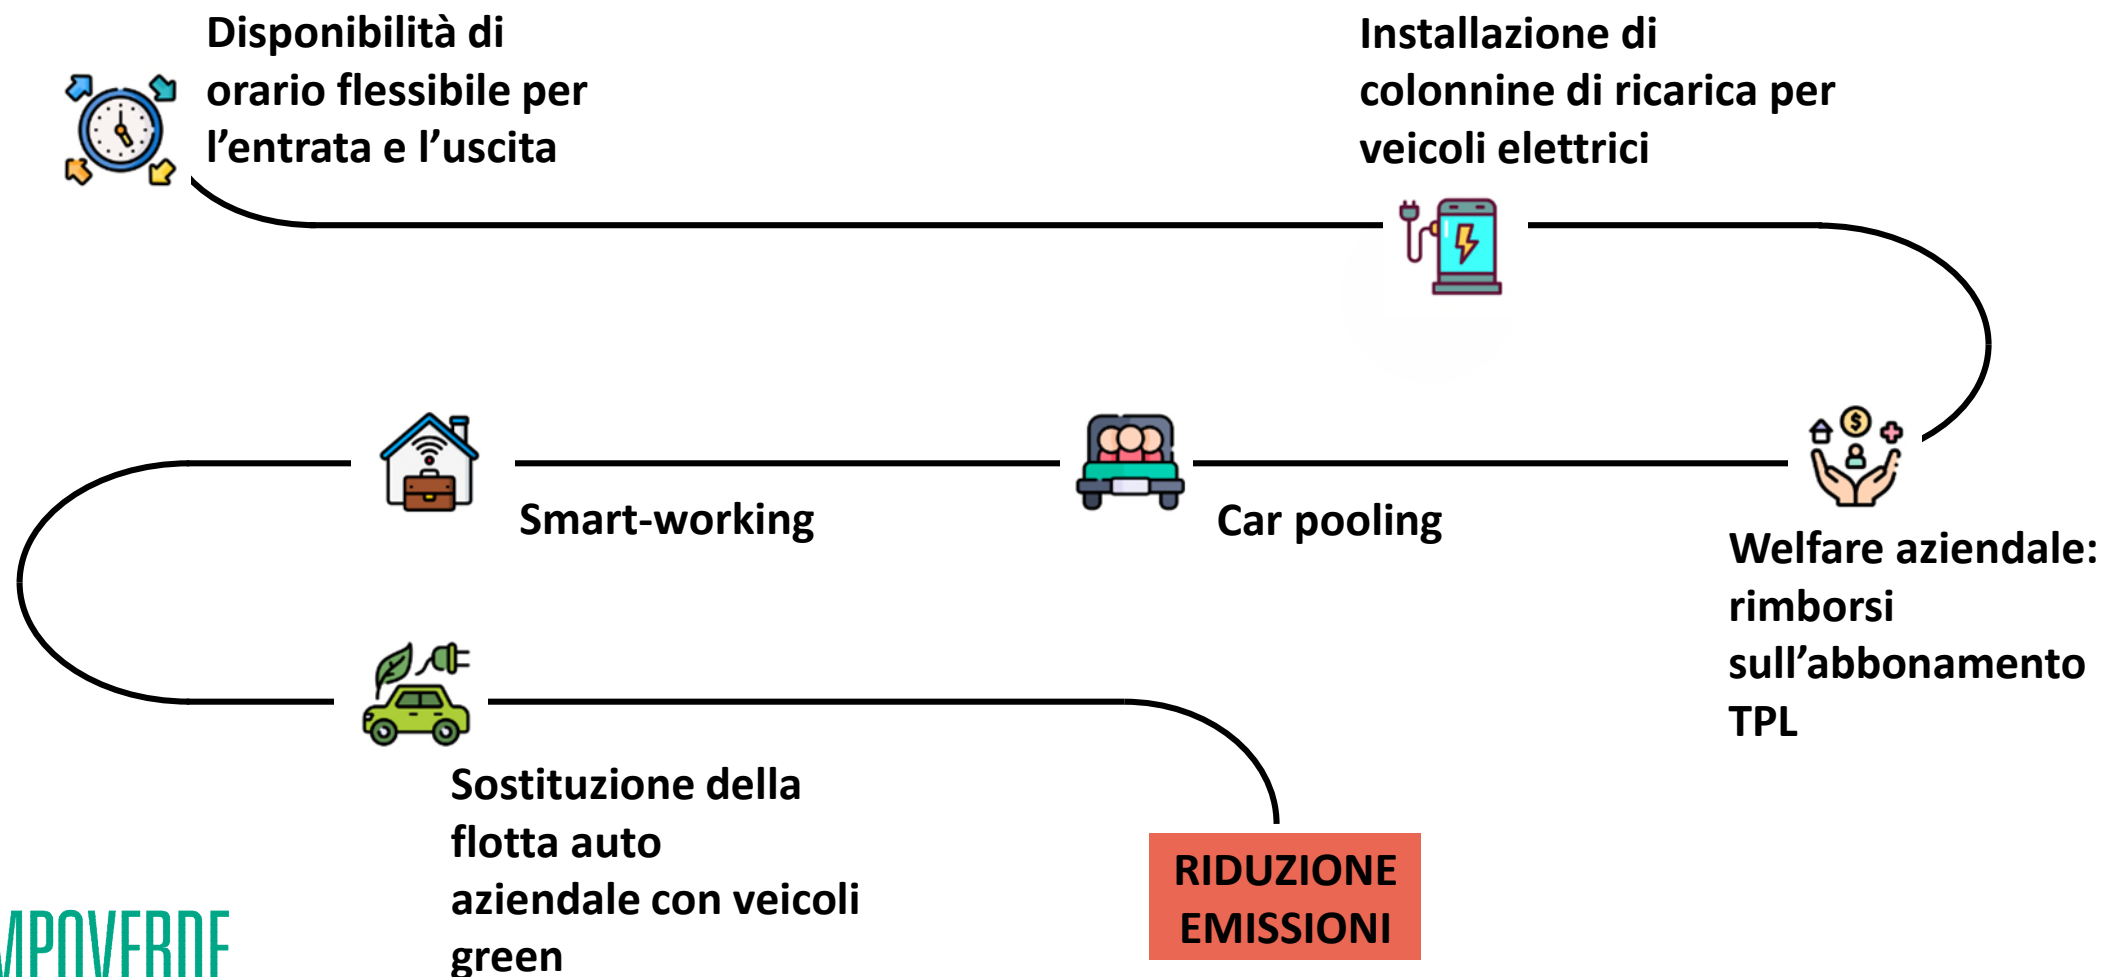 Disponibilità di
orario flessibile per
l’entrata e l’uscita
Installazione di
colonnine di ricarica per
veicoli elettrici
Smart-working
Car pooling
Welfare aziendale:
rimborsi
sull’abbonamento
TPL
Sostituzione della
flotta auto
aziendale con veicoli
green
RIDUZIONE
EMISSIONI
MPOVERDE